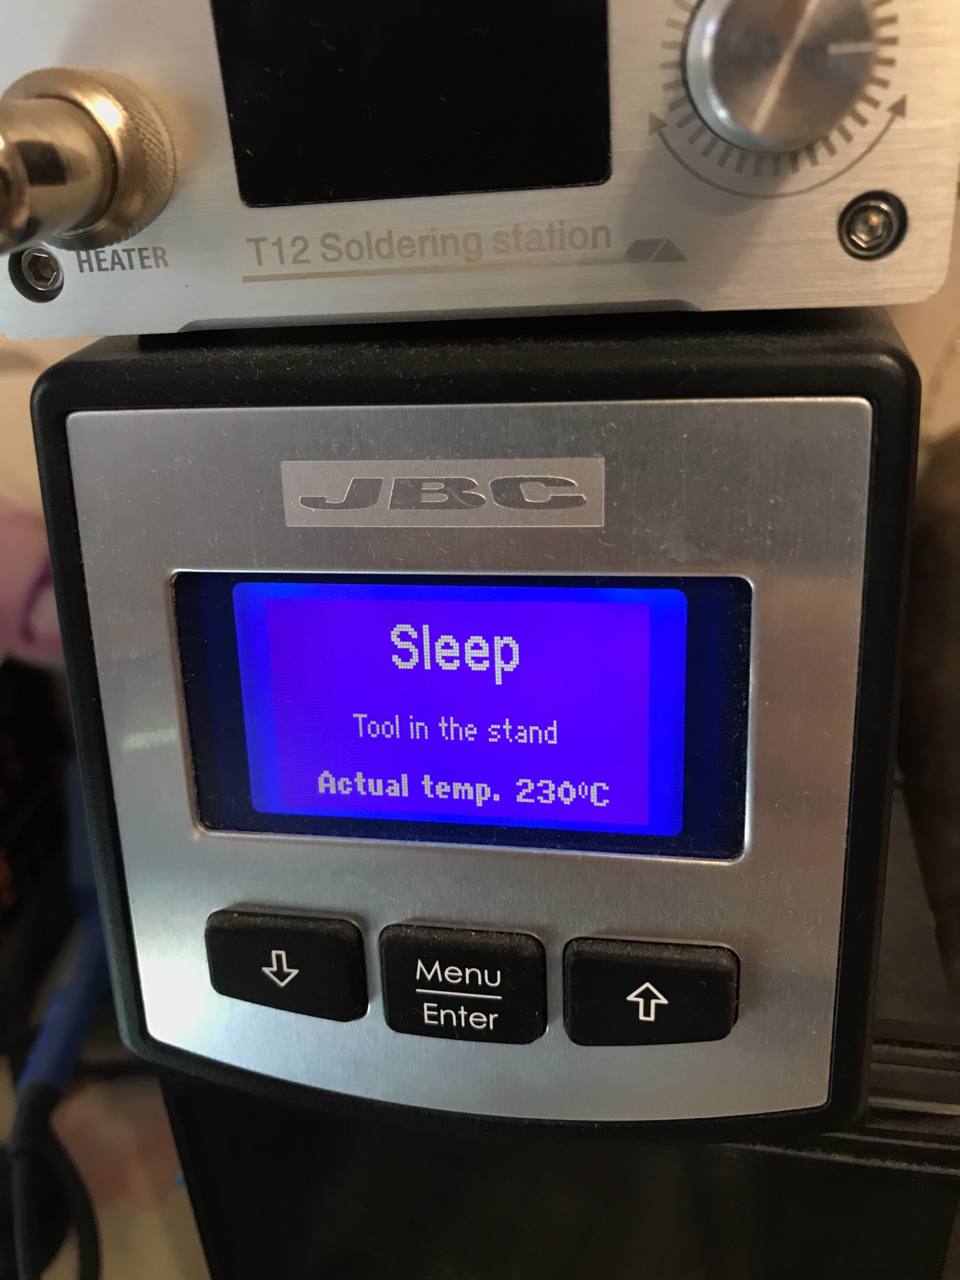 HEATER
T12 Soldering station
JBC
Sleep
Tool in the stand
Actual temp. 230ºC
Menu
Enter